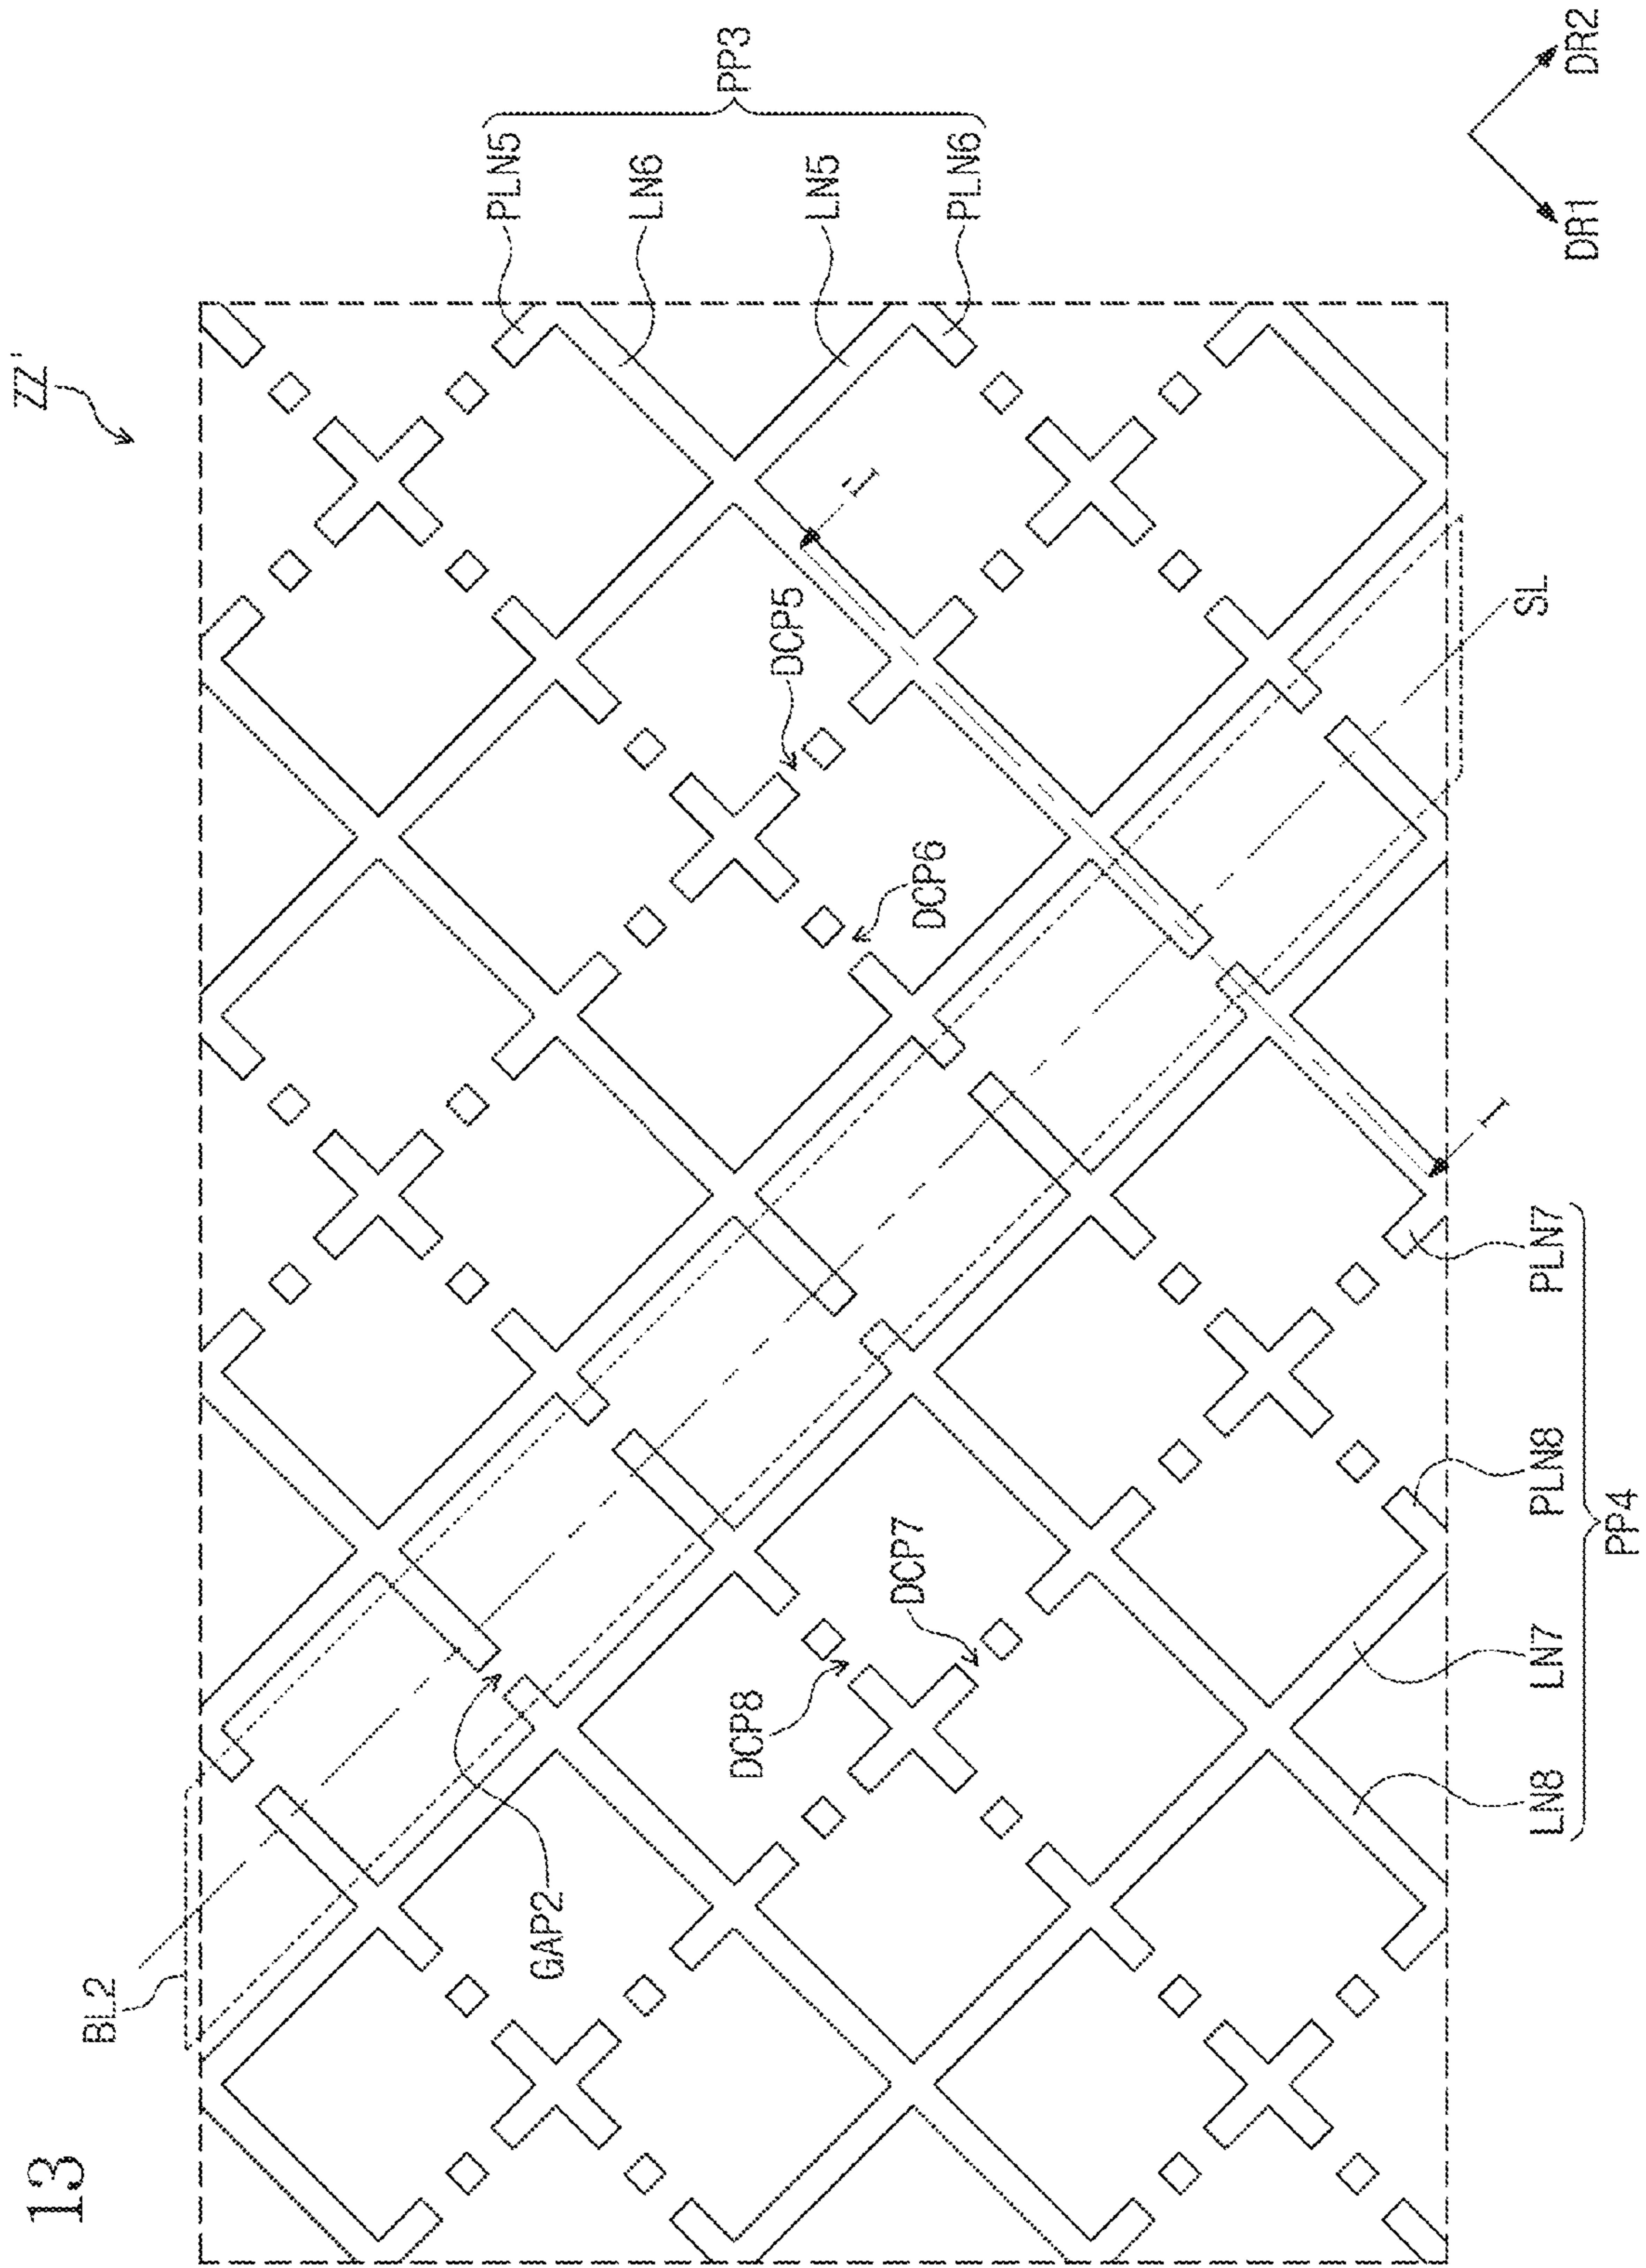 13
ZZ'
BL2
GAP2
DCP8
DCP7
DCP6
DCP5
I
I'
SL
PLN5
LN6
LN5
PLN6
PP3
LN8
LN7
PLN8
PLN7
PP4
DR1
DR2